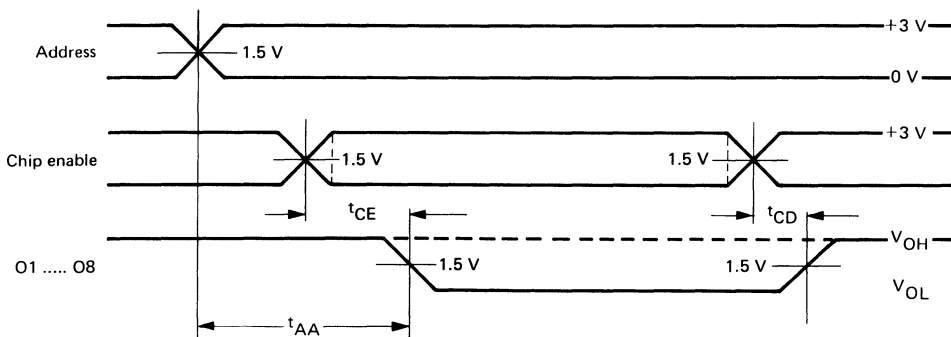 +3 V
Address
1.5 V
0 V
+3 V
Chip enable
1.5 V
1.5 V
tCE
tCD
VOH
O1 ..... O8
1.5 V
1.5 V
VOL
tAA